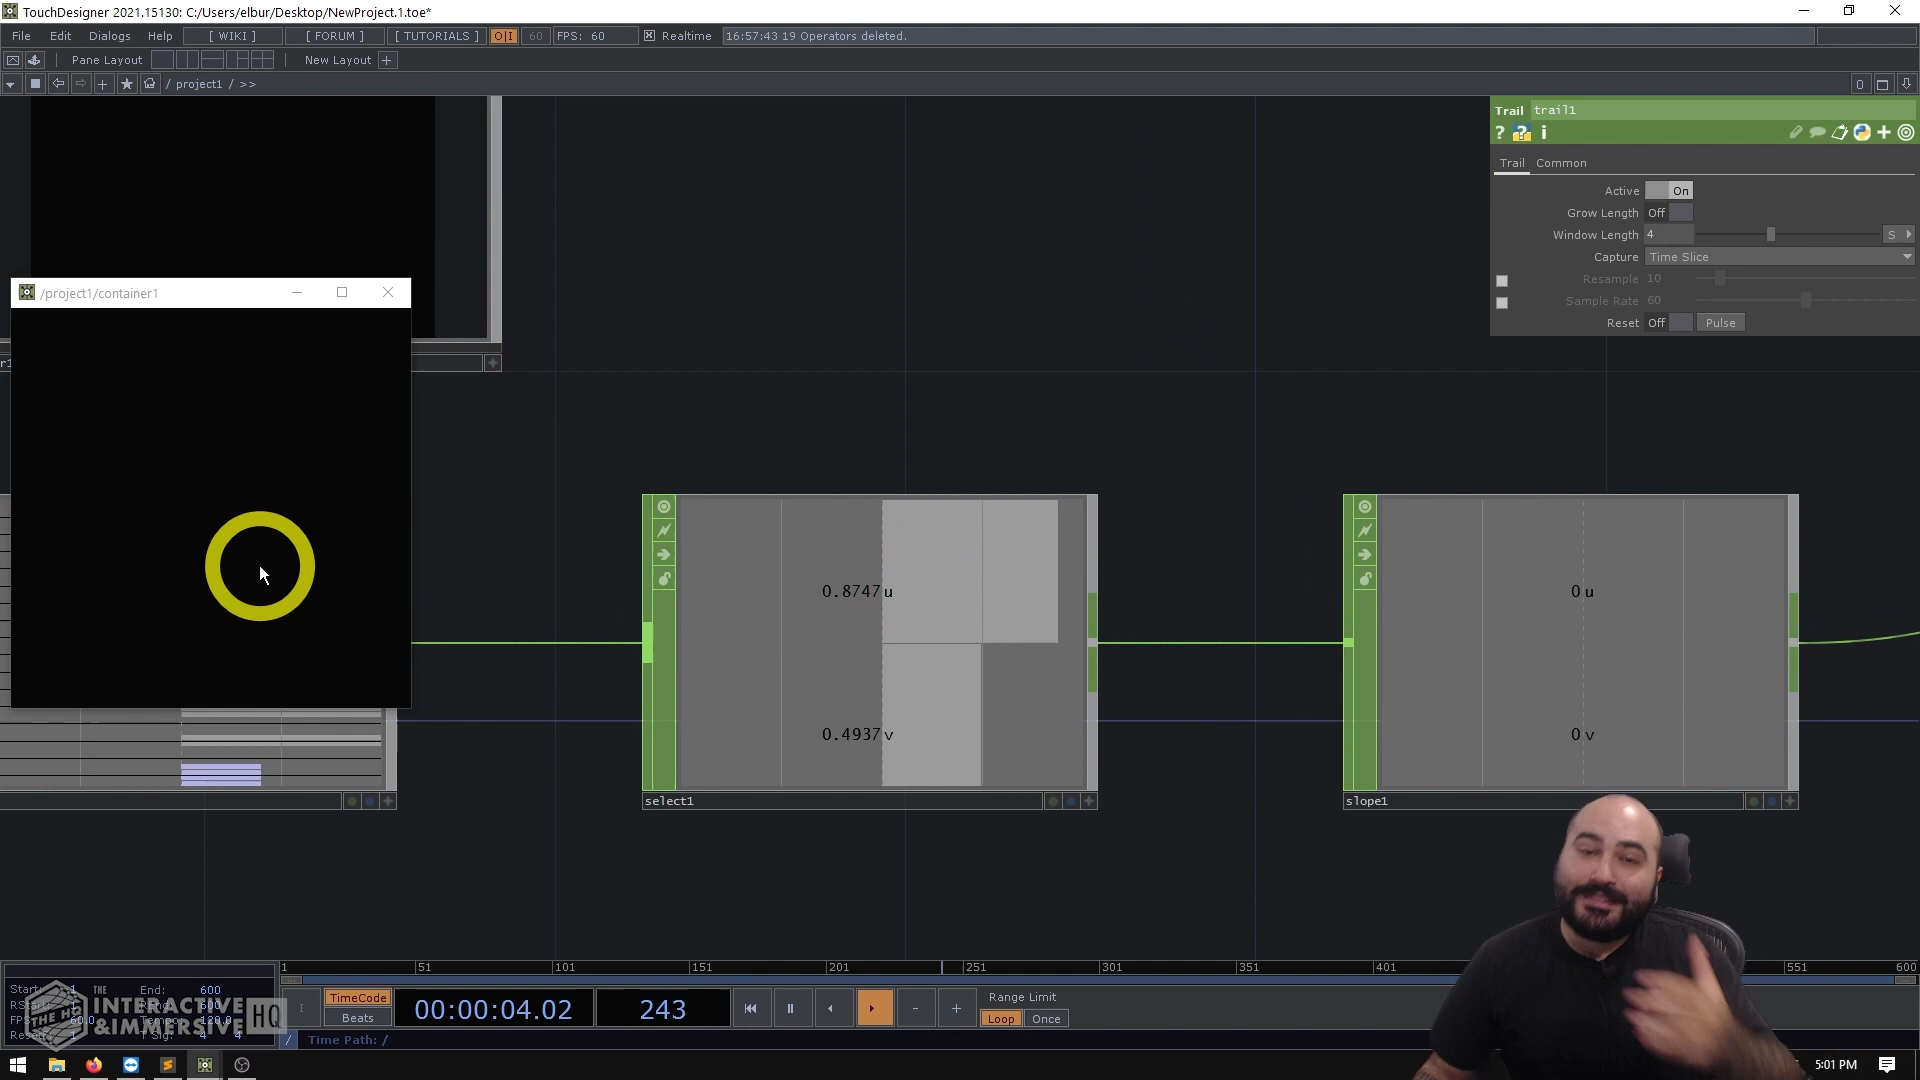 TouchDesigner 2021.15130: C:/Users/elbur/Desktop/NewProject.1.toe*
File Edit Dialogs Help [ WIKI ] [ FORUM ] [ TUTORIALS ] O|I 60 FPS: 60 Realtime 16:57:43 19 Operators deleted.
Pane Layout New Layout +
/ project1 / >> 0
Trail trail1
? ? i
Trail Common
Active On
Grow Length Off
Window Length 4 S
Capture Time Slice
Resample 10
Sample Rate 60
Reset Off Pulse
/project1/container1
0.8747 u
0.4937 v
select1
0 u
0 v
slope1
1 51 101 151 201 251 301 351 401 551 600
End: 600
THE INTERACTIVE & IMMERSIVE HQ
THE HQ
TimeCode
Beats
00:00:04.02
243
Range Limit
Loop Once
/ Time Path: /
5:01 PM